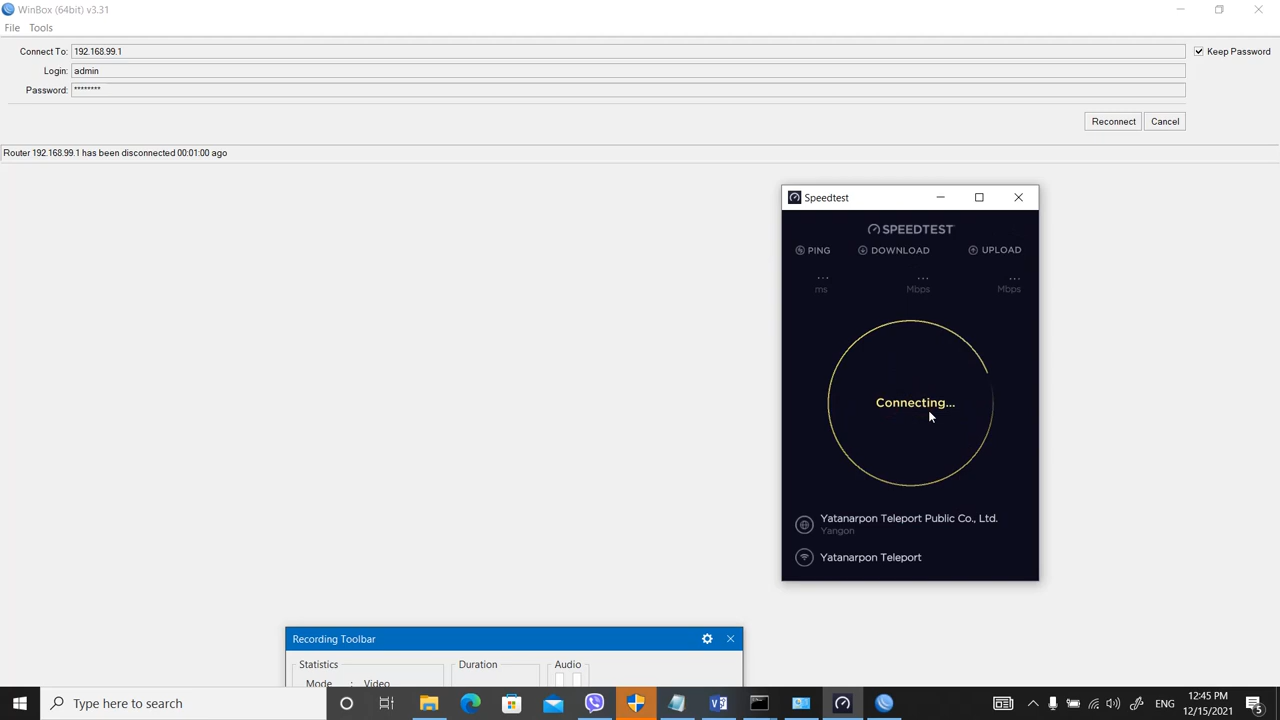 WinBox (64bit) v3.31
File Tools
Connect To: 192.168.99.1
Keep Password
Login: admin
Password: ********
Reconnect Cancel
Router 192.168.99.1 has been disconnected 00:01:00 ago
Speedtest
SPEEDTEST
PING DOWNLOAD UPLOAD
... ... ...
ms Mbps Mbps
Connecting...
Yatanarpon Teleport Public Co., Ltd.
Yangon
Yatanarpon Teleport
Recording Toolbar
Statistics Duration Audio
Mode : Video
Type here to search
ENG
12:45 PM
12/15/2021
5